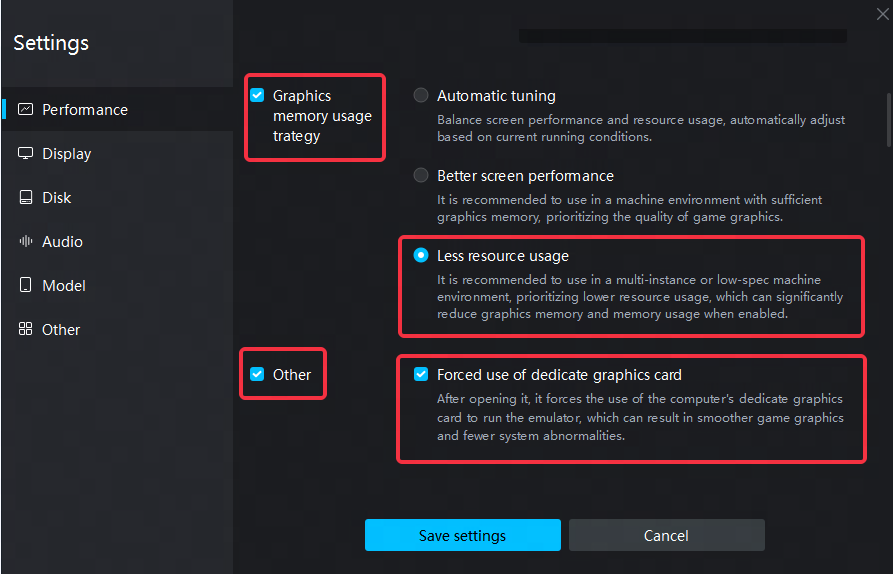 Settings
Performance
Display
Disk
Audio
Model
Other
Graphics
memory usage
trategy
Automatic tuning
Balance screen performance and resource usage, automatically adjust
based on current running conditions.
Better screen performance
It is recommended to use in a machine environment with sufficient
graphics memory, prioritizing the quality of game graphics.
Less resource usage
It is recommended to use in a multi-instance or low-spec machine
environment, prioritizing lower resource usage, which can significantly
reduce graphics memory and memory usage when enabled.
Other
Forced use of dedicate graphics card
After opening it, it forces the use of the computer's dedicate graphics
card to run the emulator, which can result in smoother game graphics
and fewer system abnormalities.
Save settings
Cancel